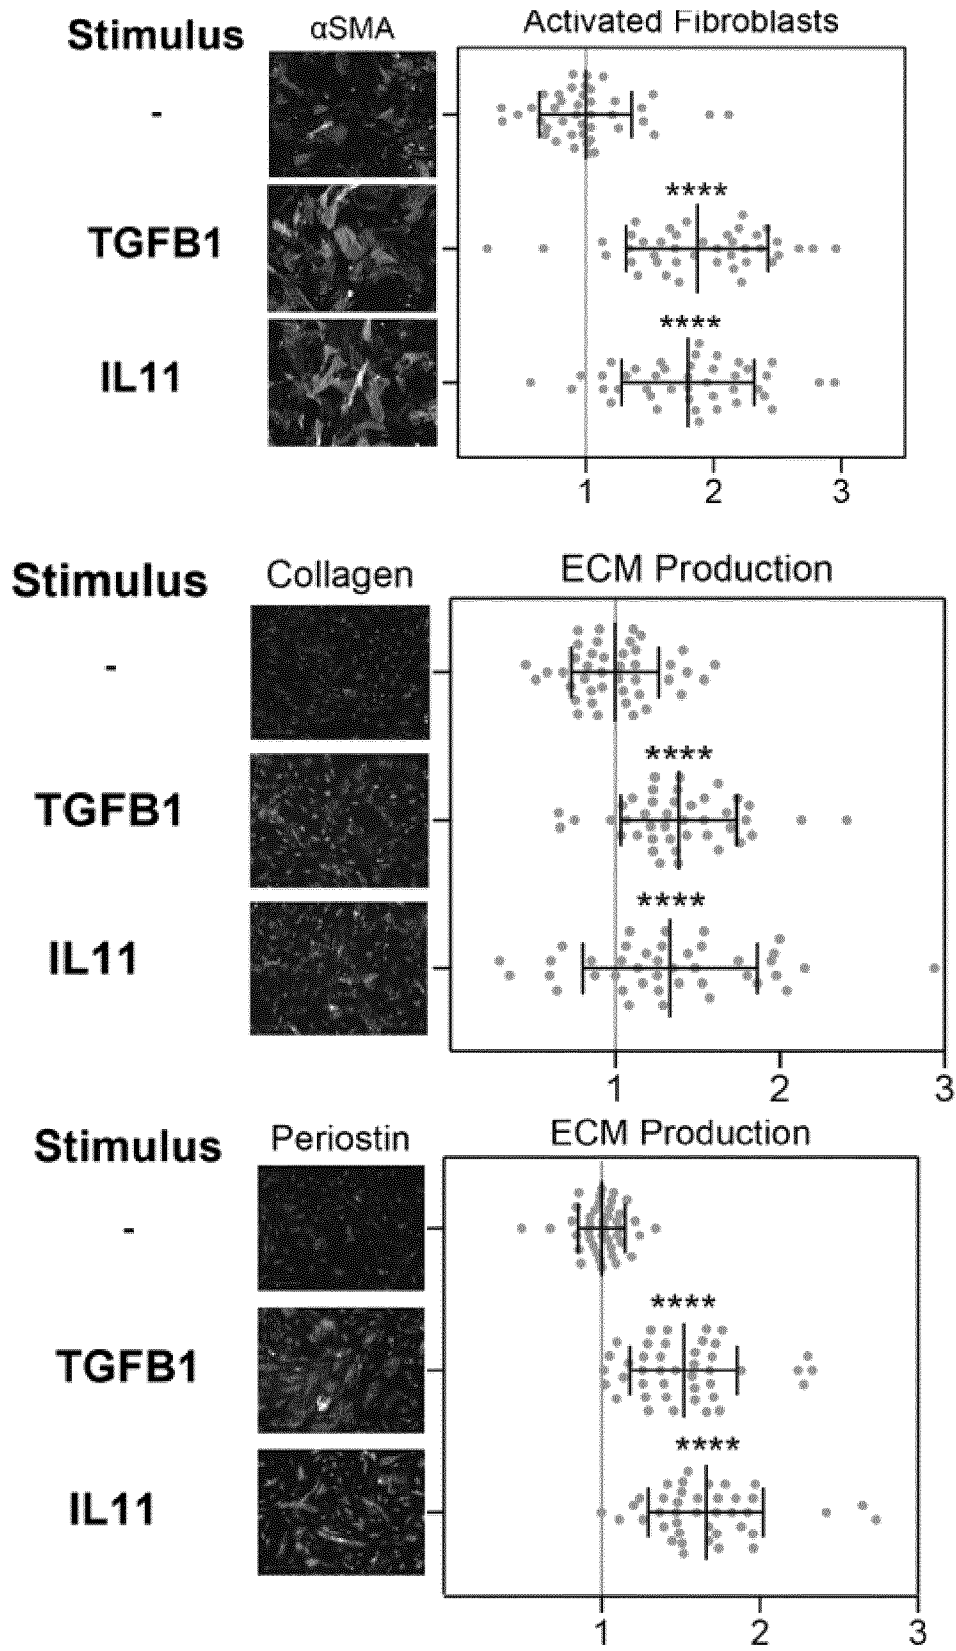 Stimulus αSMA Activated Fibroblasts
-
****
TGFB1
****
IL11
1 2 3
Stimulus Collagen ECM Production
-
****
TGFB1
****
IL11
1 2 3
Stimulus Periostin ECM Production
-
****
TGFB1
****
IL11
1 2 3